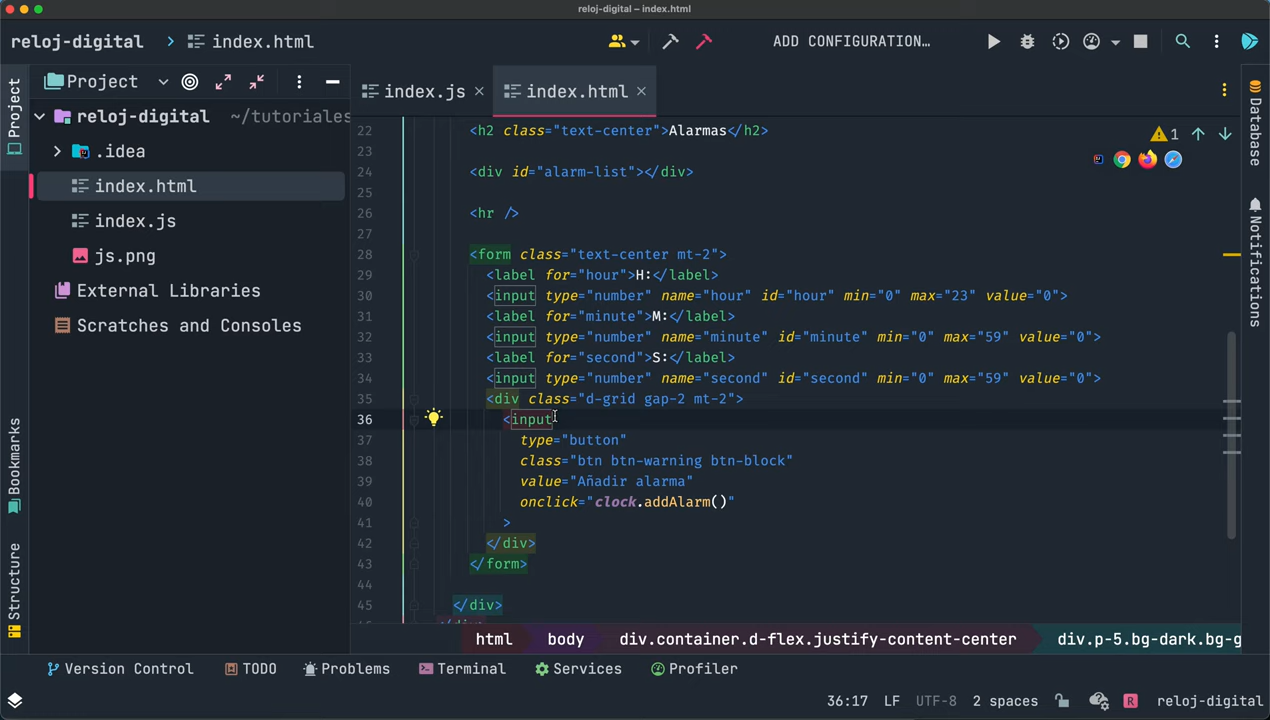 reloj-digital – index.html
reloj-digital > index.html
ADD CONFIGURATION...
Project
Project
index.js
index.html
reloj-digital ~/tutoriales
.idea
index.html
index.js
js.png
External Libraries
Scratches and Consoles
Bookmarks
Structure
1
22 <h2 class="text-center">Alarmas</h2>
23
24 <div id="alarm-list"></div>
25
26 <hr />
27
28 <form class="text-center mt-2">
29 <label for="hour">H:</label>
30 <input type="number" name="hour" id="hour" min="0" max="23" value="0">
31 <label for="minute">M:</label>
32 <input type="number" name="minute" id="minute" min="0" max="59" value="0">
33 <label for="second">S:</label>
34 <input type="number" name="second" id="second" min="0" max="59" value="0">
35 <div class="d-grid gap-2 mt-2">
36 <input
37 type="button"
38 class="btn btn-warning btn-block"
39 value="Añadir alarma"
40 onclick="clock.addAlarm()"
41 >
42 </div>
43 </form>
44
45 </div>
Database
Notifications
html body div.container.d-flex.justify-content-center div.p-5.bg-dark.bg-g
Version Control TODO Problems Terminal Services Profiler
36:17 LF UTF-8 2 spaces R reloj-digital